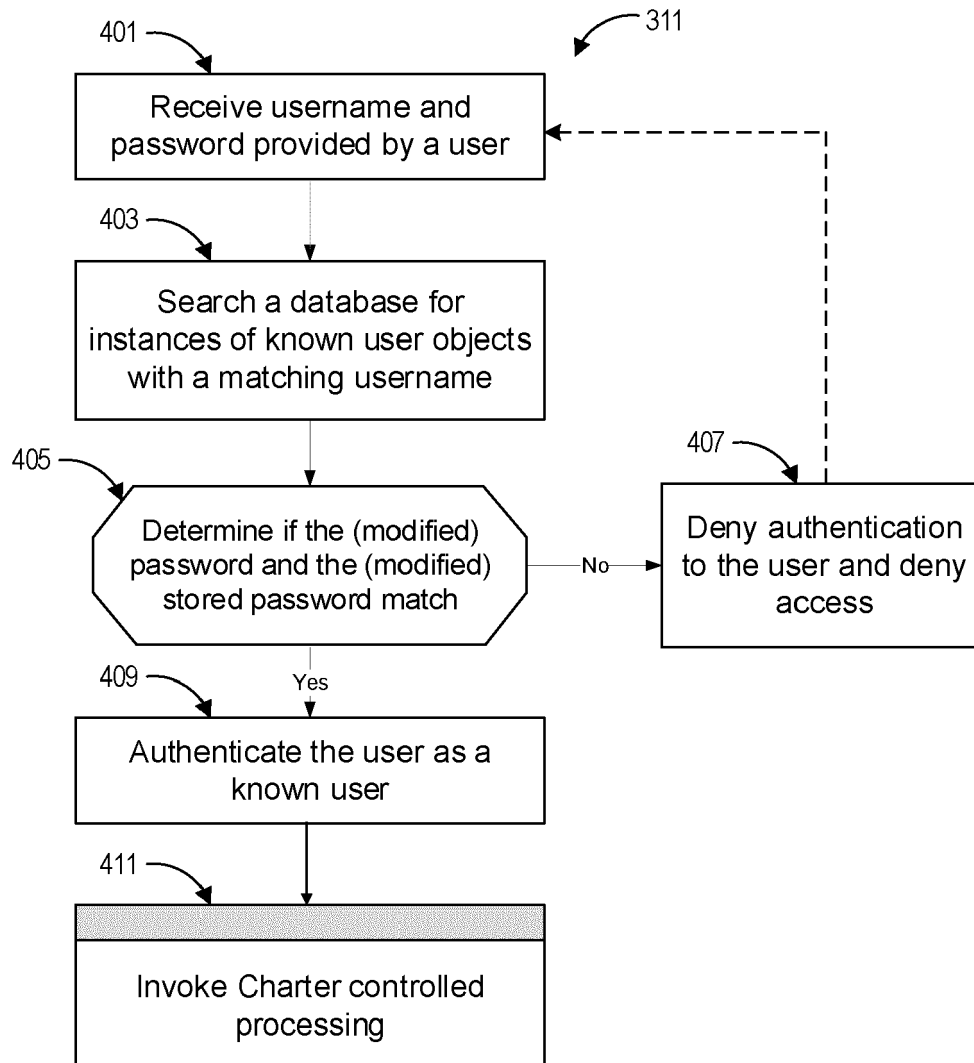 401
311
Receive username and
password provided by a user
403
Search a database for
instances of known user objects
with a matching username
405
407
Determine if the (modified)
password and the (modified)
stored password match
No
Deny authentication
to the user and deny
access
Yes
409
Authenticate the user as a
known user
411
Invoke Charter controlled
processing